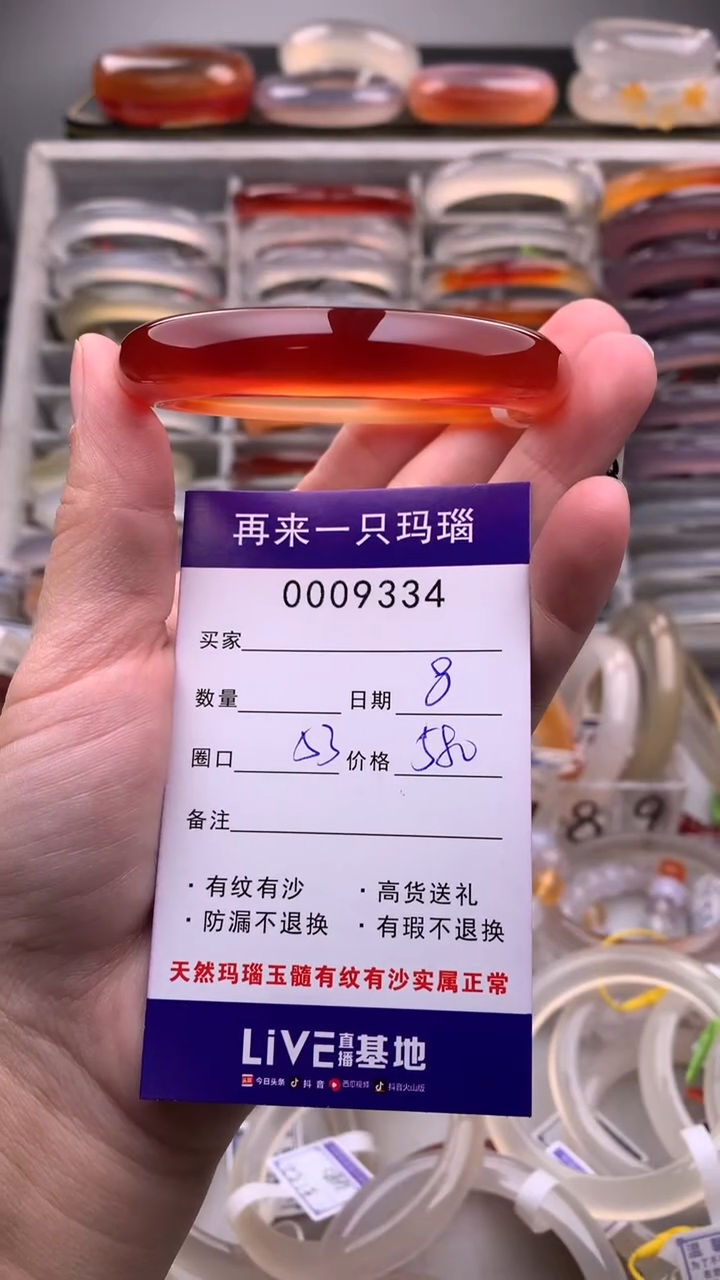 再来一只玛瑙
0009334
买家
数量 日期 8
圈口 53 价格 580
备注
· 有纹有沙 · 高货送礼
· 防漏不退换 · 有瑕不退换
天然玛瑙玉髓有纹有沙实属正常
LiVE直播基地
今日头条 抖音 西瓜视频 抖音火山版
8 9